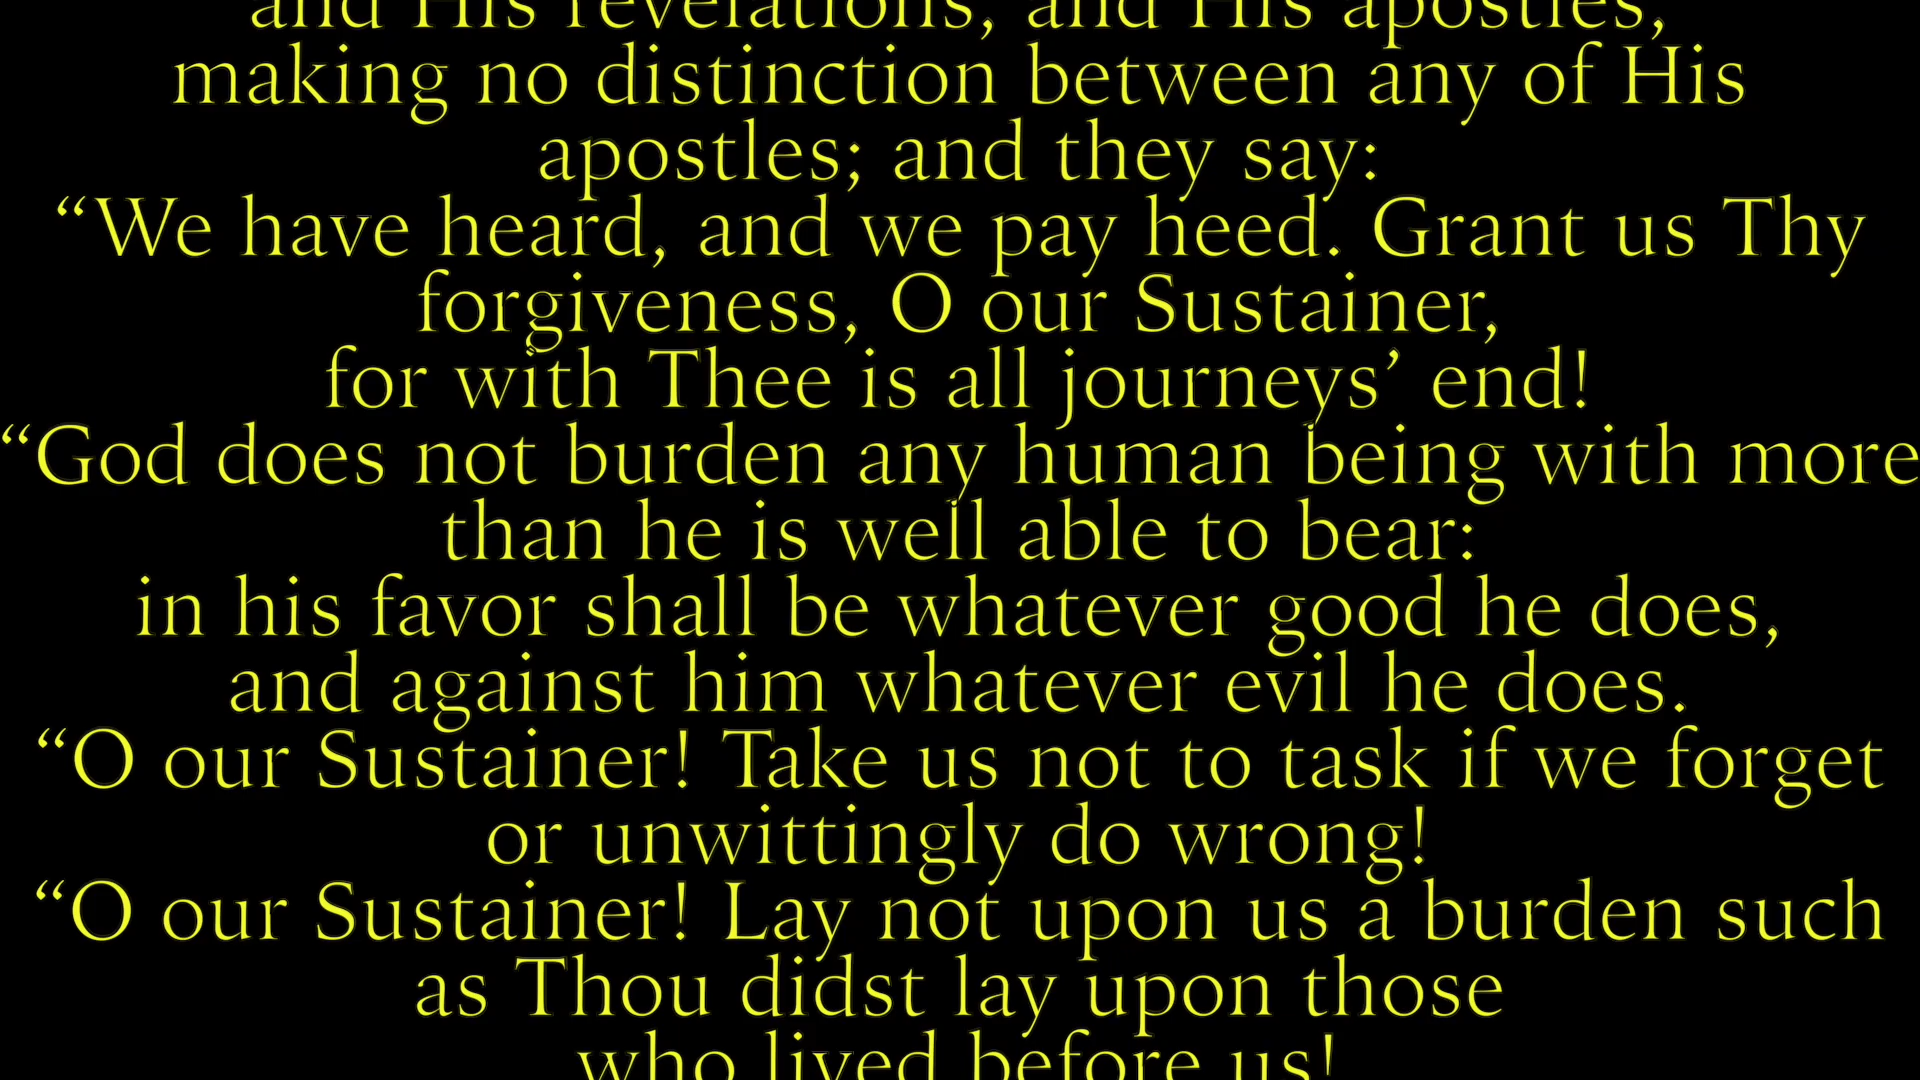 and His revelations, and His apostles,
making no distinction between any of His
apostles; and they say:
“We have heard, and we pay heed. Grant us Thy
forgiveness, O our Sustainer,
for with Thee is all journeys’ end!
“God does not burden any human being with more
than he is well able to bear:
in his favor shall be whatever good he does,
and against him whatever evil he does.
“O our Sustainer! Take us not to task if we forget
or unwittingly do wrong!
“O our Sustainer! Lay not upon us a burden such
as Thou didst lay upon those
who lived before us!